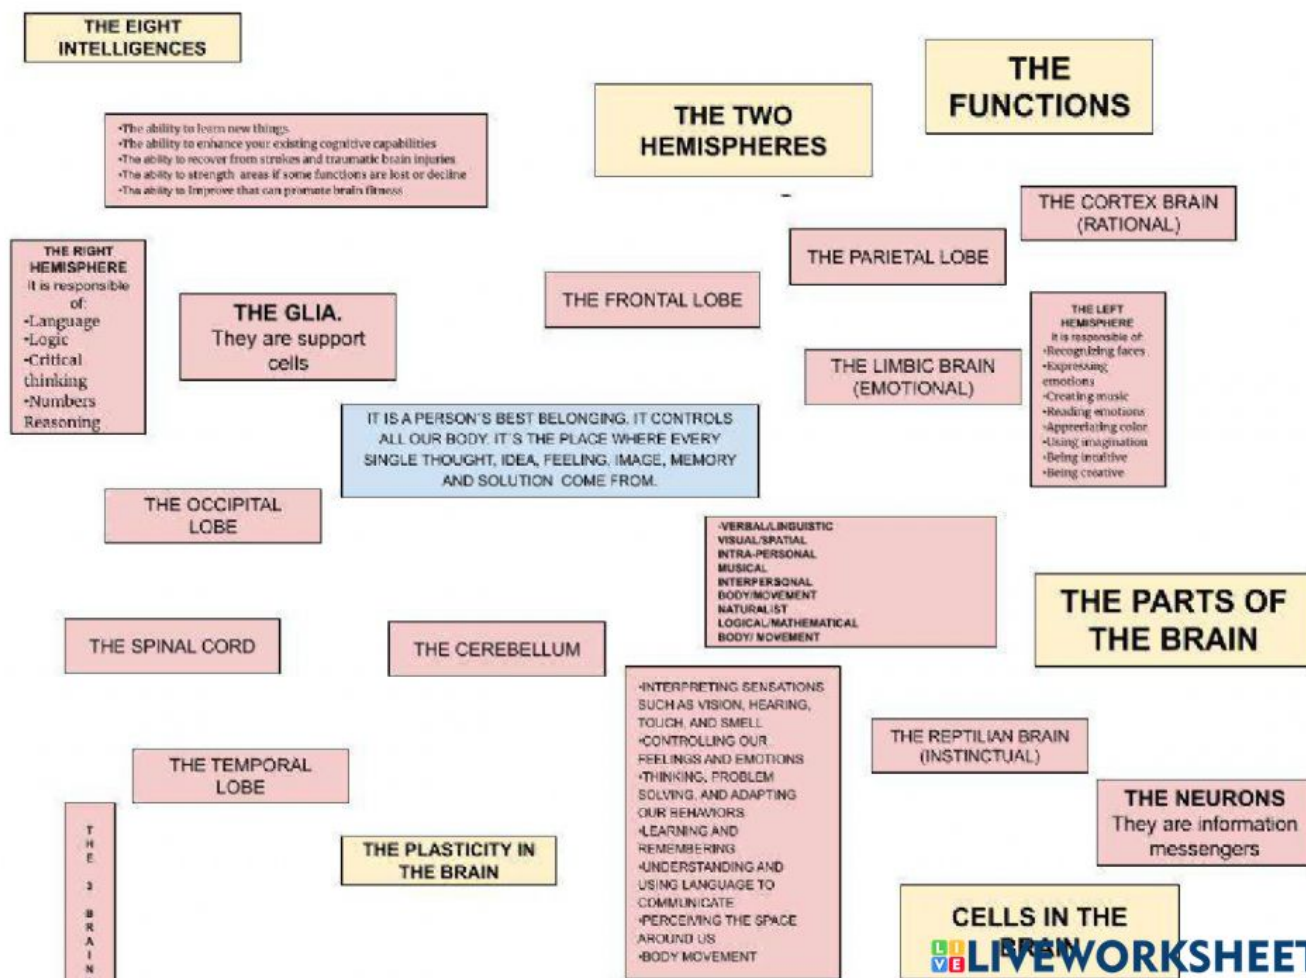 THE EIGHT
INTELLIGENCES
THE
FUNCTIONS
THE TWO
HEMISPHERES
•The ability to learn new things
•The ability to enhance your existing cognitive capabilities
•The ability to recover from strokes and traumatic brain injuries
•The ability to strength areas if some functions are lost or decline
•The ability to Improve that can promote brain fitness
THE CORTEX BRAIN
(RATIONAL)
THE PARIETAL LOBE
THE RIGHT
HEMISPHERE
It is responsible
of:
•Language
•Logic
•Critical
thinking
•Numbers
Reasoning
THE GLIA.
They are support
cells
THE FRONTAL LOBE
THE LEFT
HEMISPHERE
It is responsible of:
•Recognizing faces
•Expressing
emotions
•Creating music
•Reading emotions
•Appreciating color
•Using imagination
•Being intuitive
•Being creative
THE LIMBIC BRAIN
(EMOTIONAL)
IT IS A PERSON'S BEST BELONGING. IT CONTROLS
ALL OUR BODY. IT'S THE PLACE WHERE EVERY
SINGLE THOUGHT, IDEA, FEELING, IMAGE, MEMORY
AND SOLUTION COME FROM.
THE OCCIPITAL
LOBE
•VERBAL/LINGUISTIC
VISUAL/SPATIAL
INTRA-PERSONAL
MUSICAL
INTERPERSONAL
BODY/MOVEMENT
NATURALIST
LOGICAL/MATHEMATICAL
BODY/ MOVEMENT
THE PARTS OF
THE BRAIN
THE SPINAL CORD
THE CEREBELLUM
•INTERPRETING SENSATIONS
SUCH AS VISION, HEARING,
TOUCH, AND SMELL
•CONTROLLING OUR
FEELINGS AND EMOTIONS
•THINKING, PROBLEM
SOLVING, AND ADAPTING
OUR BEHAVIORS
•LEARNING AND
REMEMBERING
•UNDERSTANDING AND
USING LANGUAGE TO
COMMUNICATE
•PERCEIVING THE SPACE
AROUND US
•BODY MOVEMENT
THE REPTILIAN BRAIN
(INSTINCTUAL)
THE TEMPORAL
LOBE
THE NEURONS
They are information
messengers
T
H
E
3
B
R
A
I
N
THE PLASTICITY IN
THE BRAIN
CELLS IN THE
BRAIN
LIVE LIVEWORKSHEET